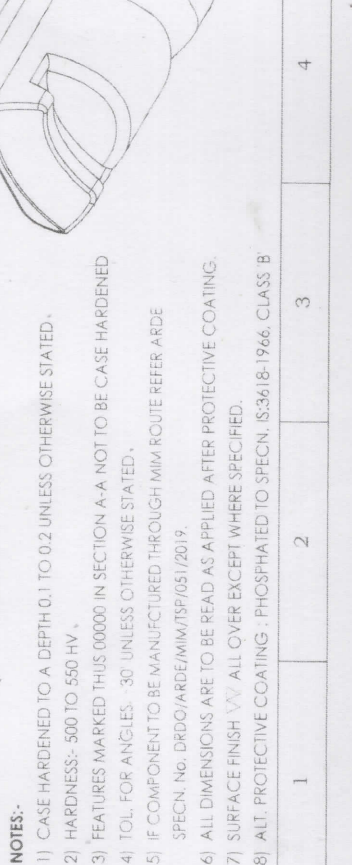 NOTES:-
1) CASE HARDENED TO A DEPTH 0.1 TO 0.2 UNLESS OTHERWISE STATED.
2) HARDNESS:- 500 TO 550 HV.
3) FEATURES MARKED THUS 00000 IN SECTION A-A NOT TO BE CASE HARDENED
4) TOL. FOR ANGLES. 30' UNLESS OTHERWISE STATED.
5) IF COMPONENT TO BE MANUFCTURED THROUGH MIM ROUTE REFER ARDE
SPECN. No. DRDO/ARDE/MIM/TSP/051/2019.
6) ALL DIMENSIONS ARE TO BE READ AS APPLIED AFTER PROTECTIVE COATING.
7) SURFACE FINISH ALL OVER EXCEPT WHERE SPECIFIED.
8) ALT. PROTECTIVE COATING : PHOSPHATED TO SPECN. IS:3618-1966, CLASS 'B'
1 2 3 4